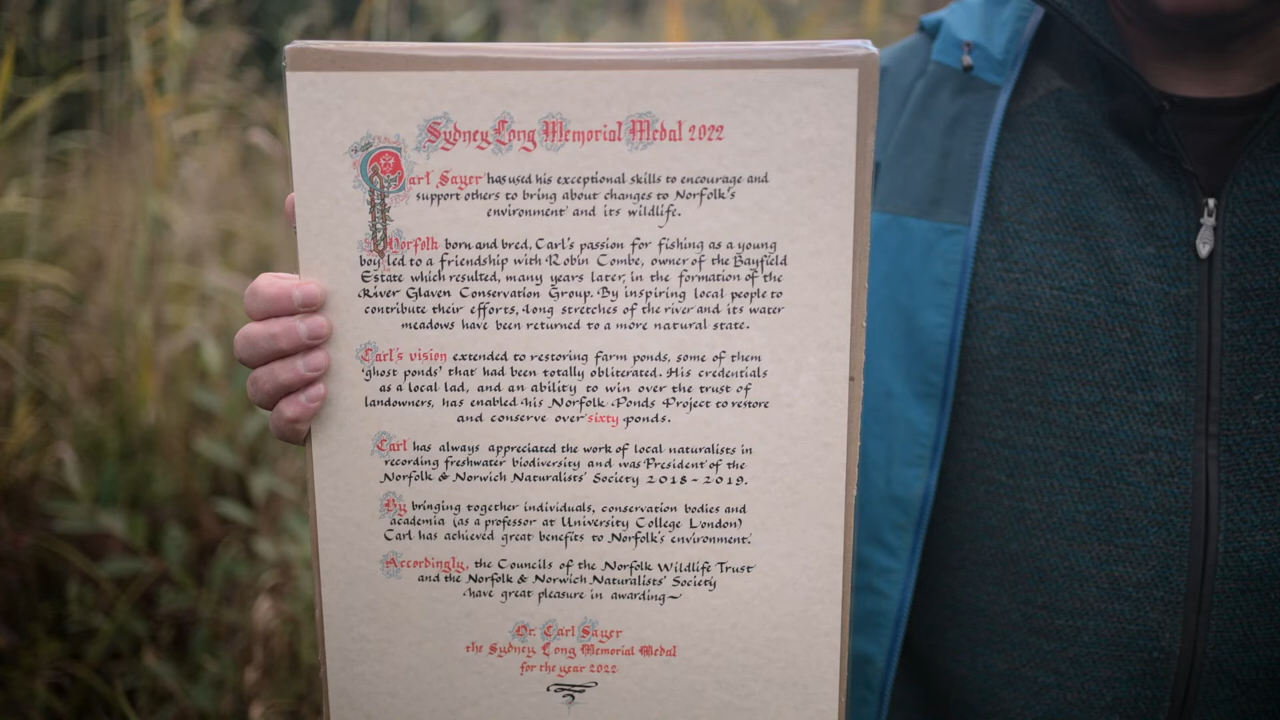 Sydney Long Memorial Medal 2022
Carl Sayer has used his exceptional skills to encourage and
support others to bring about changes to Norfolk's
environment and its wildlife.
Norfolk born and bred, Carl's passion for fishing as a young
boy led to a friendship with Robin Combe, owner of the Bayfield
Estate which resulted, many years later, in the formation of the
River Glaven Conservation Group. By inspiring local people to
contribute their efforts, long stretches of the river and its water
meadows have been returned to a more natural state.
Carl's vision extended to restoring farm ponds, some of them
'ghost ponds' that had been totally obliterated. His credentials
as a local lad, and an ability to win over the trust of
landowners, has enabled his Norfolk Ponds Project to restore
and conserve over sixty ponds.
Carl has always appreciated the work of local naturalists in
recording freshwater biodiversity and was President of the
Norfolk & Norwich Naturalists' Society 2018-2019.
By bringing together individuals, conservation bodies and
academia (as a professor at University College London)
Carl has achieved great benefits to Norfolk's environment.
Accordingly, the Councils of the Norfolk Wildlife Trust
and the Norfolk & Norwich Naturalists' Society
have great pleasure in awarding~
Dr. Carl Sayer
the Sydney Long Memorial Medal
for the year 2022